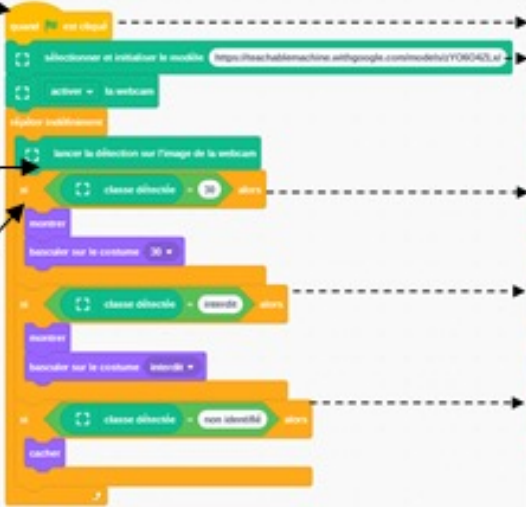 quand est cliqué
sélectionner et initialiser le modèle https://teachablemachine.withgoogle.com/models/
activer la webcam
répéter indéfiniment
lancer la détection sur l'image de la webcam
si classe détectée = 30 alors
montrer
basculer sur le costume 30
si classe détectée = interdit alors
montrer
basculer sur le costume interdit
si classe détectée = non identifié alors
cacher